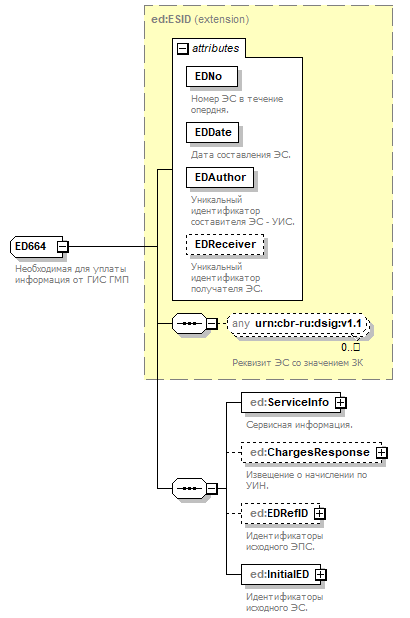 ed:ESID (extension)
attributes
EDNo
Номер ЭС в течение
опердня.
EDDate
Дата составления ЭС.
EDAuthor
Уникальный
идентификатор
составителя ЭС - УИС.
EDReceiver
Уникальный
идентификатор
получателя ЭС.
ED664
Необходимая для уплаты
информация от ГИС ГМП
any urn:cbr-ru:dsig:v1.1
0..□
Реквизит ЭС со значением ЗК
ed:ServiceInfo
Сервисная информация.
ed:ChargesResponse
Извещение о начислении по
УИН.
ed:EDRefID
Идентификаторы
исходного ЭПС.
ed:InitialED
Идентификаторы
исходного ЭС.